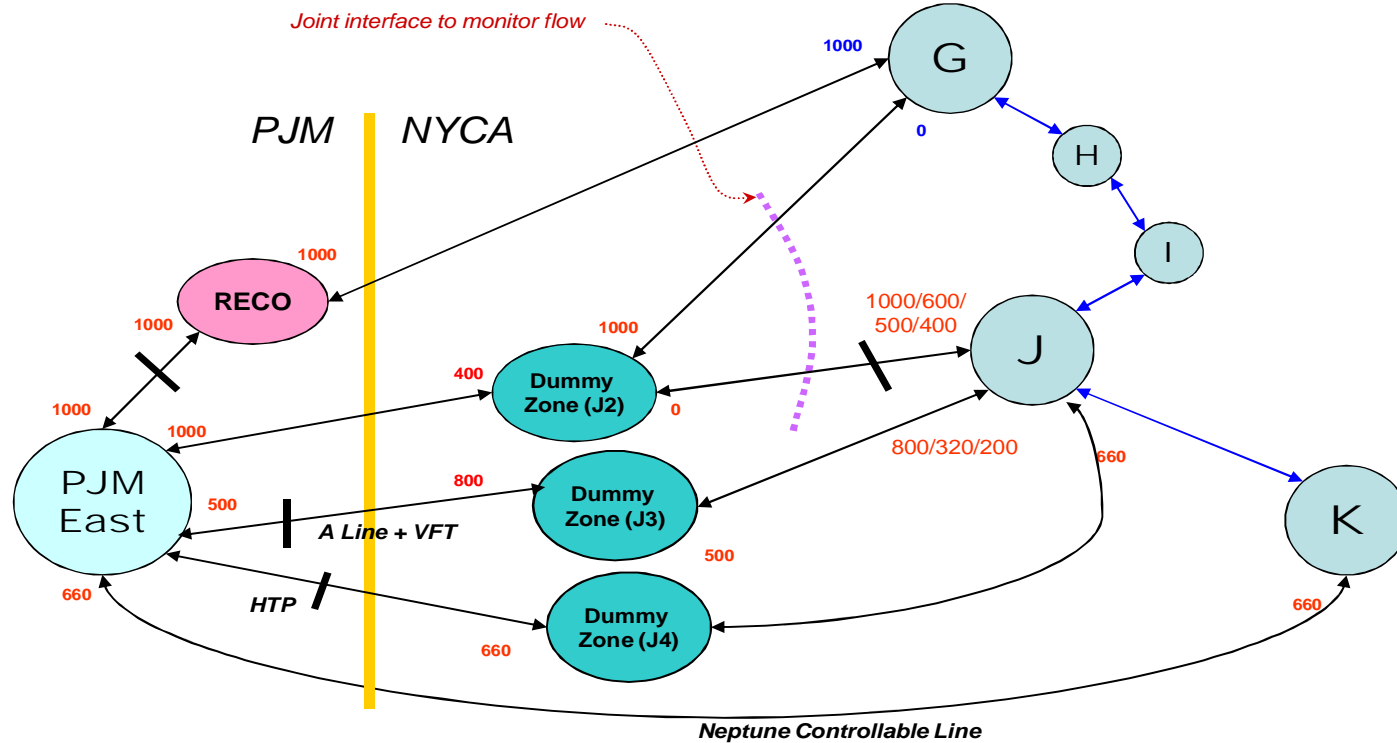 Joint interface to monitor flow
1000
G
PJM
NYCA
0
H
1000
I
RECO
1000
1000/600/
500/400
1000
J
400
Dummy
Zone (J2)
0
1000
1000
800/320/200
660
PJM
East
500
800
Dummy
Zone (J3)
K
A Line + VFT
500
660
HTP
Dummy
Zone (J4)
660
660
Neptune Controllable Line